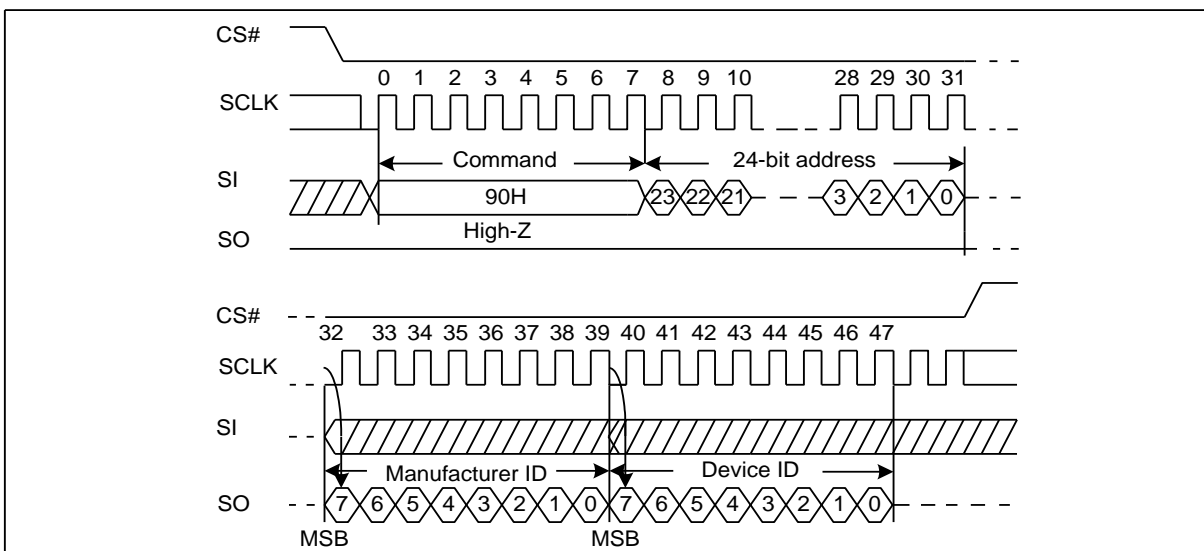 CS#
0 1 2 3 4 5 6 7 8 9 10 28 29 30 31
SCLK
Command 24-bit address
SI
90H 23 22 21 3 2 1 0
High-Z
SO
CS#
32 33 34 35 36 37 38 39 40 41 42 43 44 45 46 47
SCLK
SI
Manufacturer ID Device ID
SO 7 6 5 4 3 2 1 0 7 6 5 4 3 2 1 0
MSB MSB